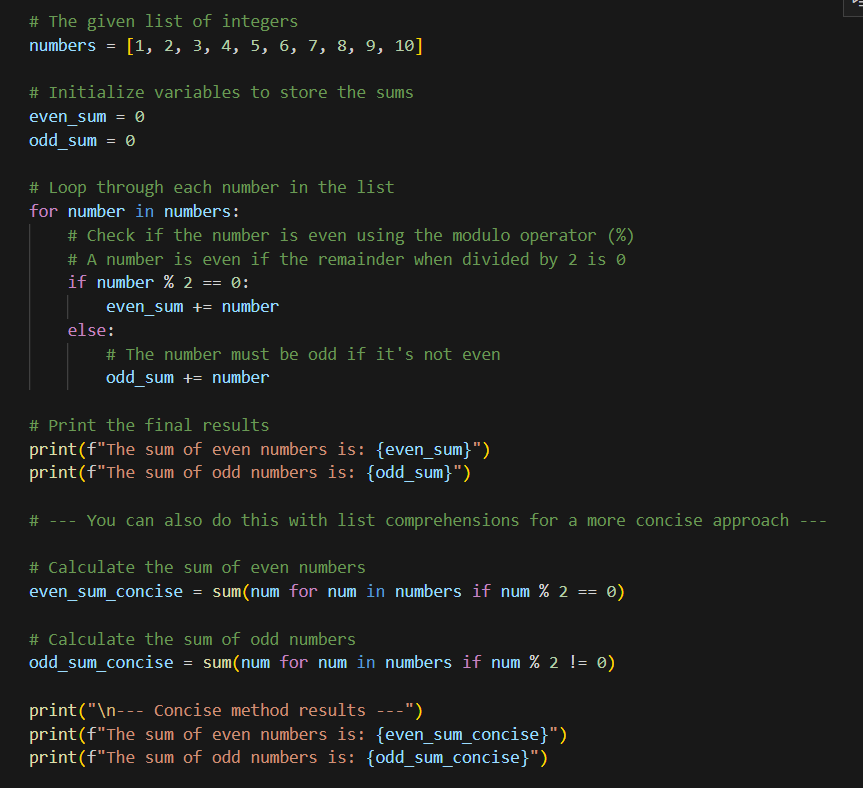 # The given list of integers
numbers = [1, 2, 3, 4, 5, 6, 7, 8, 9, 10]

# Initialize variables to store the sums
even_sum = 0
odd_sum = 0

# Loop through each number in the list
for number in numbers:
    # Check if the number is even using the modulo operator (%)
    # A number is even if the remainder when divided by 2 is 0
    if number % 2 == 0:
        even_sum += number
    else:
        # The number must be odd if it's not even
        odd_sum += number

# Print the final results
print(f"The sum of even numbers is: {even_sum}")
print(f"The sum of odd numbers is: {odd_sum}")

# --- You can also do this with list comprehensions for a more concise approach ---

# Calculate the sum of even numbers
even_sum_concise = sum(num for num in numbers if num % 2 == 0)

# Calculate the sum of odd numbers
odd_sum_concise = sum(num for num in numbers if num % 2 != 0)

print("\n--- Concise method results ---")
print(f"The sum of even numbers is: {even_sum_concise}")
print(f"The sum of odd numbers is: {odd_sum_concise}")